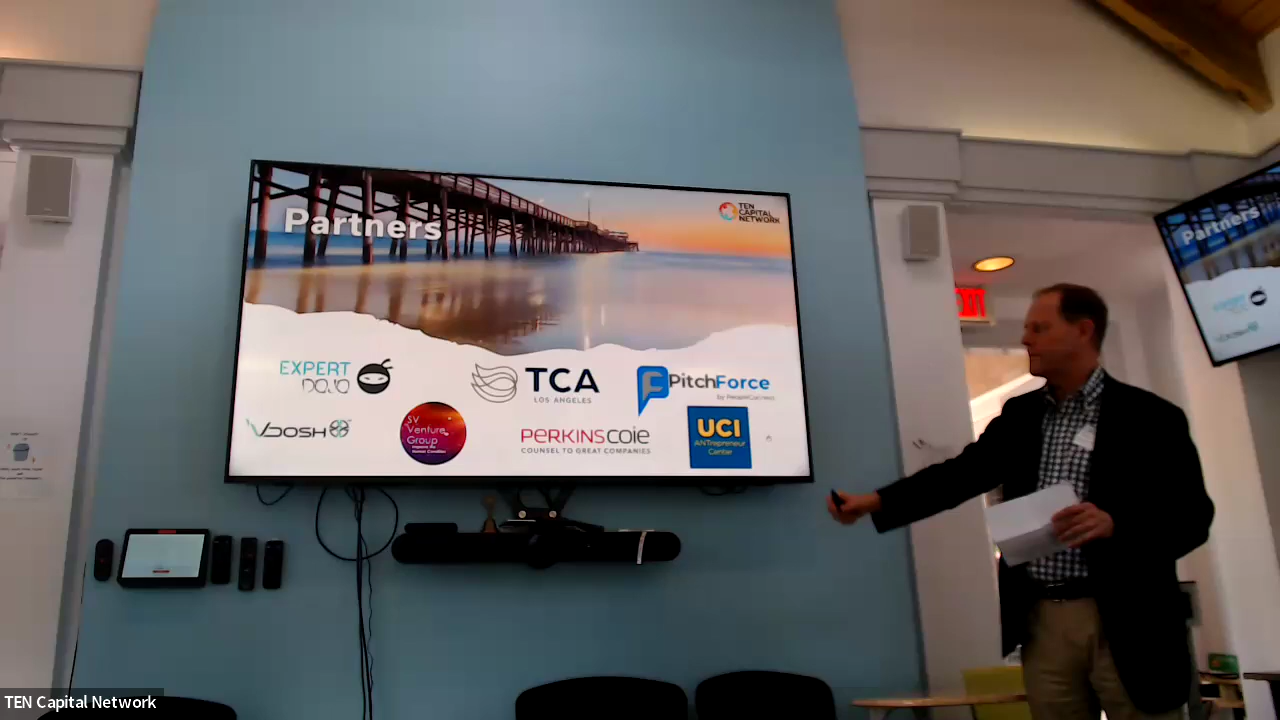 Partners
TEN
CAPITAL
NETWORK
EXPERT
DOJO
TCA
LOS ANGELES
PitchForce
VDOSH
SV
Venture
Group
PERKINSCOIE
COUNSEL TO GREAT COMPANIES
UCI
ANTrepreneur
Center
Partners
TEN Capital Network